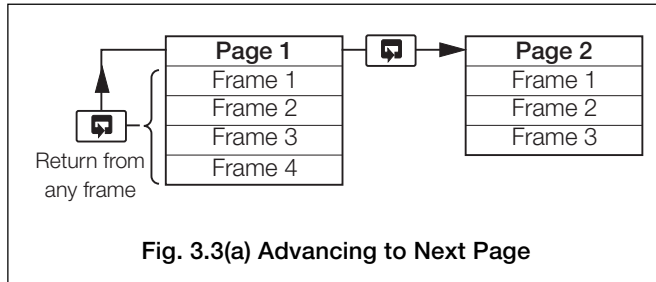 Page 1
Frame 1
Frame 2
Frame 3
Frame 4
Return from
any frame
Page 2
Frame 1
Frame 2
Frame 3
Fig. 3.3(a) Advancing to Next Page